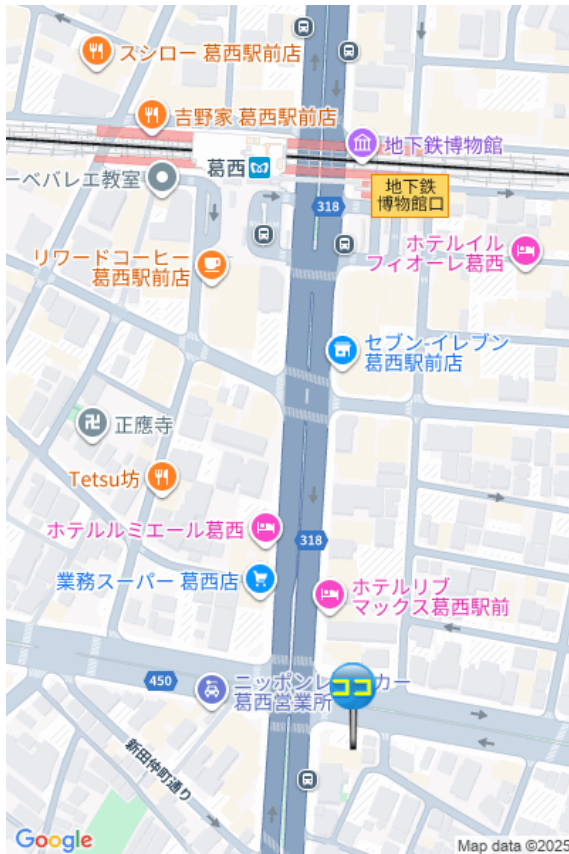 スシロー 葛西駅前店
吉野家 葛西駅前店
地下鉄博物館
葛西
ーベバレエ教室
地下鉄
博物館口
318
リワードコーヒー
葛西駅前店
ホテルイル
フィオーレ葛西
セブン-イレブン
葛西駅前店
卍
正應寺
Tetsu坊
ホテルルミエール葛西
318
業務スーパー 葛西店
ホテルリブ
マックス葛西駅前
450
ニッポンレ
カー
葛西営業所
ココ
新田仲町通り
Google
Map data ©2025